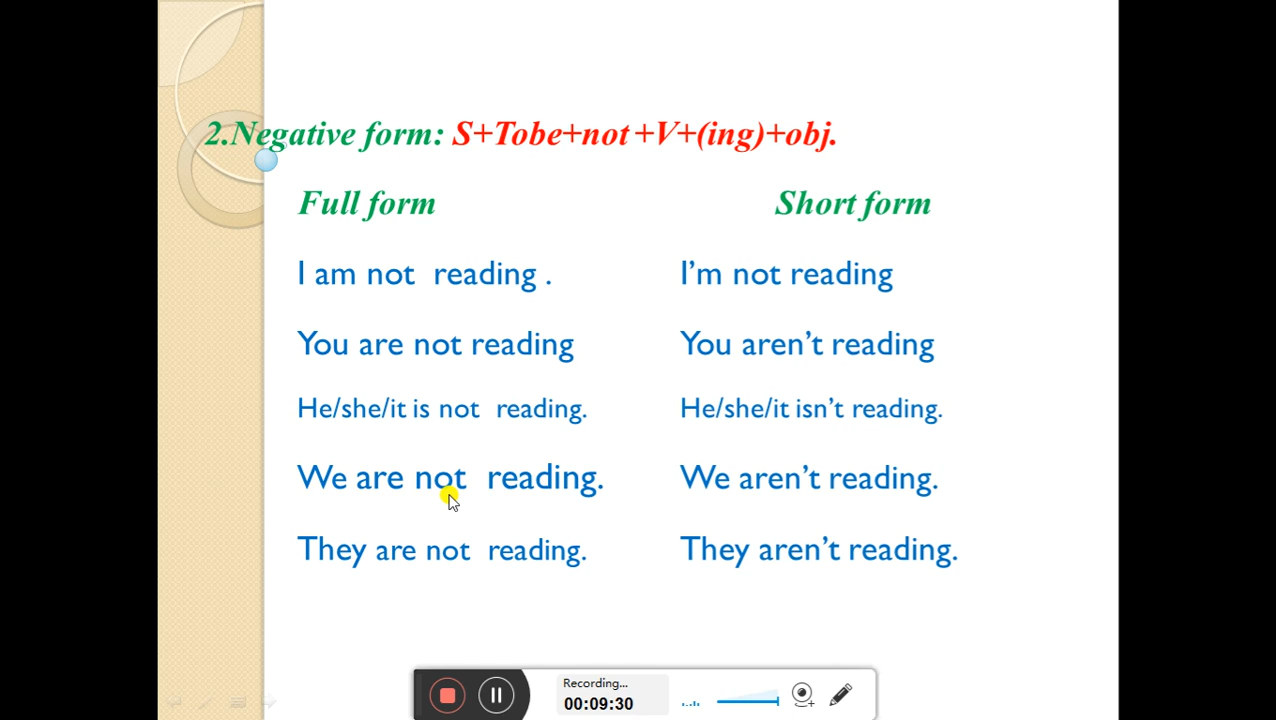 2.Negative form: S+Tobe+not +V+(ing)+obj.
Full form Short form
I am not reading . I’m not reading
You are not reading You aren’t reading
He/she/it is not reading. He/she/it isn’t reading.
We are not reading. We aren’t reading.
They are not reading. They aren’t reading.
Recording...
00:09:30